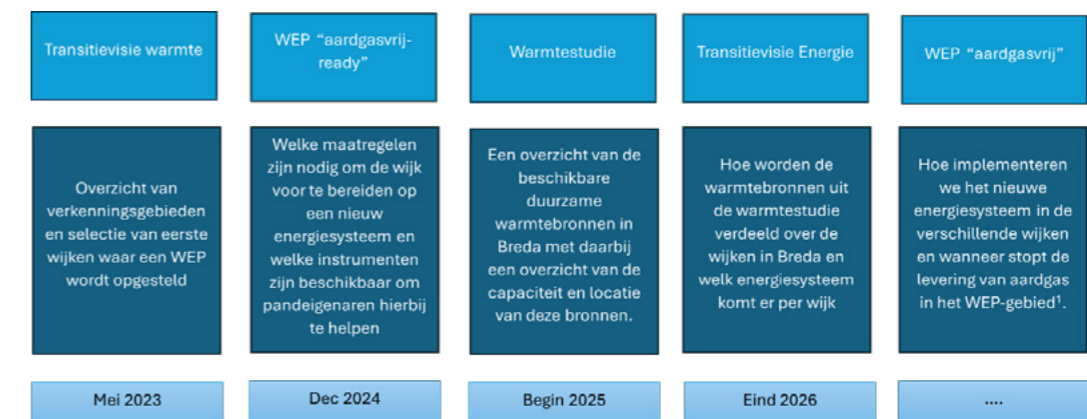 Transitievisie warmte
WEP “aardgasvrij-
ready”
Warmtestudie
Transitievisie Energie
WEP “aardgasvrij”
Overzicht van
verkenningsgebieden
en selectie van eerste
wijken waar een WEP
wordt opgesteld
Welke maatregelen
zijn nodig om de wijk
voor te bereiden op
een nieuw
energiesysteem en
welke instrumenten
zijn beschikbaar om
pandeigenaren hierbij
te helpen
Een overzicht van de
beschikbare
duurzame
warmtebronnen in
Breda met daarbij
een overzicht van de
capaciteit en locatie
van deze bronnen.
Hoe worden de
warmtebronnen uit
de warmtestudie
verdeeld over de
wijken in Breda en
welk energiesysteem
komt er per wijk
Hoe implementeren
we het nieuwe
energiesysteem in de
verschillende wijken
en wanneer stopt de
levering van aardgas
in het WEP-gebied¹.
Mei 2023
Dec 2024
Begin 2025
Eind 2026
....